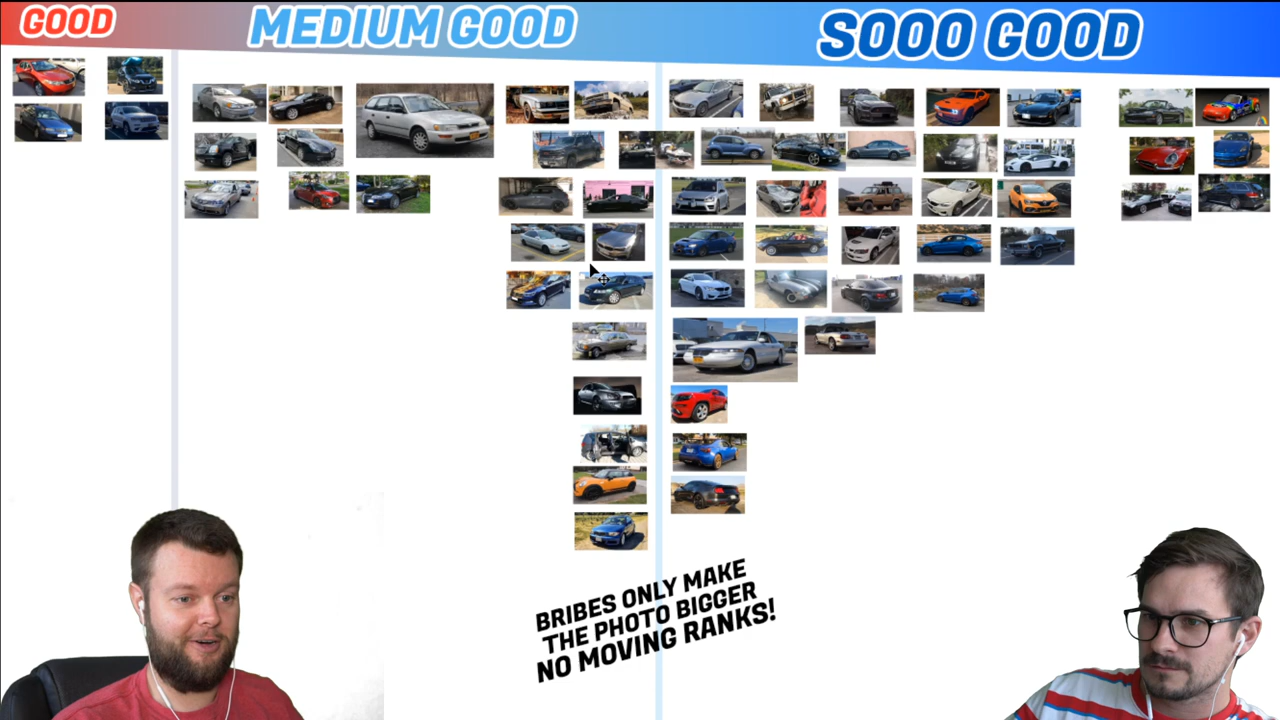 GOOD
MEDIUM GOOD
SOOO GOOD
BRIBES ONLY MAKE
THE PHOTO BIGGER
NO MOVING RANKS!